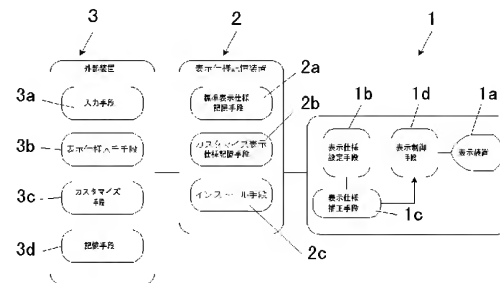 3
2
1
外部装置
3a
入力手段
3b
表示仕様入手手段
3c
カスタマイズ
手段
3d
記憶手段
表示仕様配信装置
2a
標準表示仕様
記憶手段
2b
カスタマイズ表示
仕様記憶手段
インストール手段
2c
1b
1d
1a
表示仕様
設定手段
表示制御
手段
表示装置
表示仕様
補正手段
1c